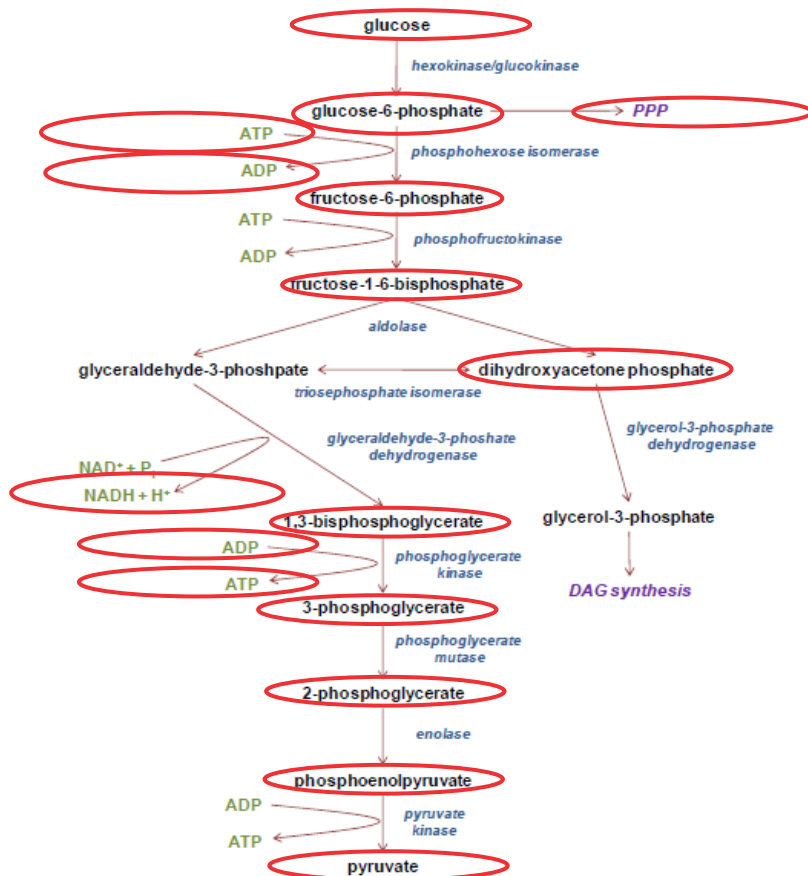 glucose
hexokinase/glucokinase
glucose-6-phosphate
PPP
ATP
phosphohexose isomerase
ADP
fructose-6-phosphate
ATP
phosphofructokinase
ADP
fructose-1-6-bisphosphate
aldolase
glyceraldehyde-3-phoshpate
dihydroxyacetone phosphate
triosephosphate isomerase
glyceraldehyde-3-phoshate
dehydrogenase
glycerol-3-phosphate
dehydrogenase
NAD⁺ + Pᵢ
NADH + H⁺
1,3-bisphosphoglycerate
glycerol-3-phosphate
ADP
phosphoglycerate
kinase
ATP
DAG synthesis
3-phosphoglycerate
phosphoglycerate
mutase
2-phosphoglycerate
enolase
phosphoenolpyruvate
ADP
pyruvate
kinase
ATP
pyruvate